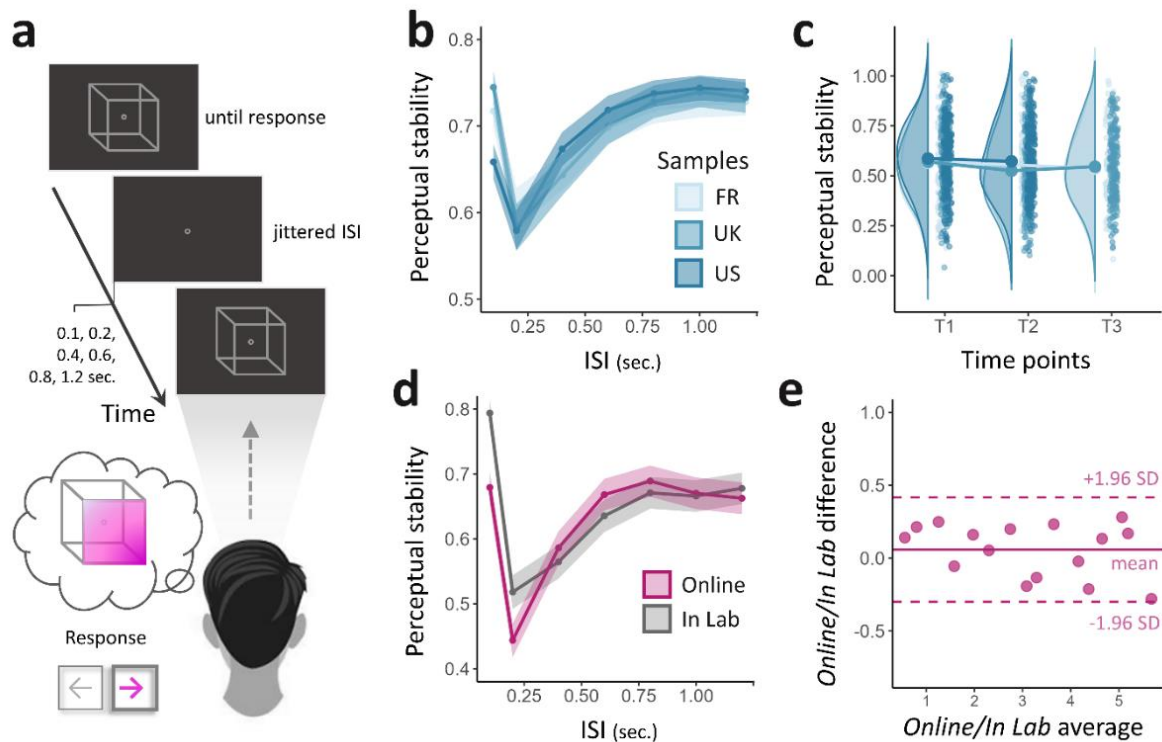 a
until response
jittered ISI
0.1, 0.2,
0.4, 0.6,
0.8, 1.2 sec.
Time
Response
b
Perceptual stability
0.8
0.7
0.6
0.5
0.25
0.50
0.75
1.00
ISI (sec.)
Samples
FR
UK
US
c
Perceptual stability
1.00
0.75
0.50
0.25
0.00
T1
T2
T3
Time points
d
Perceptual stability
0.8
0.7
0.6
0.5
0.4
0.25
0.50
0.75
1.00
ISI (sec.)
Online
In Lab
e
Online/In Lab difference
1.0
0.5
0.0
-0.5
+1.96 SD
mean
-1.96 SD
1
2
3
4
5
Online/In Lab average